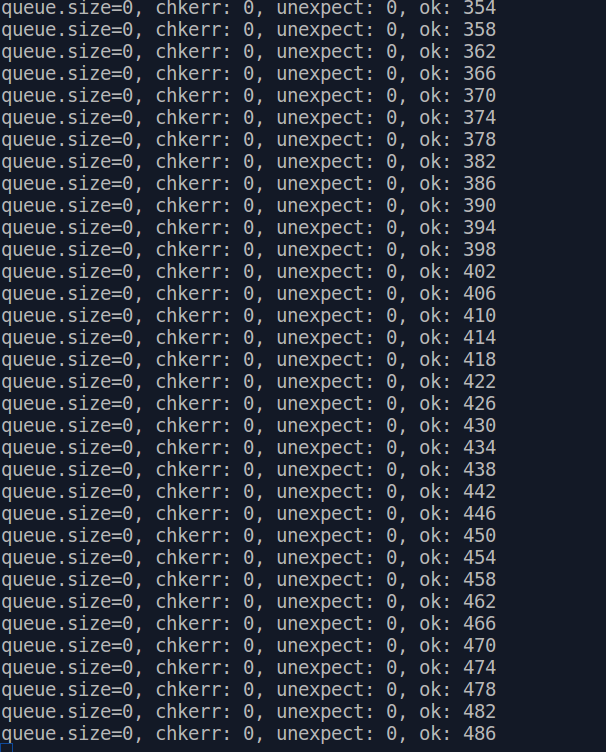 queue.size=0, chkerr: 0, unexpect: 0, ok: 354
queue.size=0, chkerr: 0, unexpect: 0, ok: 358
queue.size=0, chkerr: 0, unexpect: 0, ok: 362
queue.size=0, chkerr: 0, unexpect: 0, ok: 366
queue.size=0, chkerr: 0, unexpect: 0, ok: 370
queue.size=0, chkerr: 0, unexpect: 0, ok: 374
queue.size=0, chkerr: 0, unexpect: 0, ok: 378
queue.size=0, chkerr: 0, unexpect: 0, ok: 382
queue.size=0, chkerr: 0, unexpect: 0, ok: 386
queue.size=0, chkerr: 0, unexpect: 0, ok: 390
queue.size=0, chkerr: 0, unexpect: 0, ok: 394
queue.size=0, chkerr: 0, unexpect: 0, ok: 398
queue.size=0, chkerr: 0, unexpect: 0, ok: 402
queue.size=0, chkerr: 0, unexpect: 0, ok: 406
queue.size=0, chkerr: 0, unexpect: 0, ok: 410
queue.size=0, chkerr: 0, unexpect: 0, ok: 414
queue.size=0, chkerr: 0, unexpect: 0, ok: 418
queue.size=0, chkerr: 0, unexpect: 0, ok: 422
queue.size=0, chkerr: 0, unexpect: 0, ok: 426
queue.size=0, chkerr: 0, unexpect: 0, ok: 430
queue.size=0, chkerr: 0, unexpect: 0, ok: 434
queue.size=0, chkerr: 0, unexpect: 0, ok: 438
queue.size=0, chkerr: 0, unexpect: 0, ok: 442
queue.size=0, chkerr: 0, unexpect: 0, ok: 446
queue.size=0, chkerr: 0, unexpect: 0, ok: 450
queue.size=0, chkerr: 0, unexpect: 0, ok: 454
queue.size=0, chkerr: 0, unexpect: 0, ok: 458
queue.size=0, chkerr: 0, unexpect: 0, ok: 462
queue.size=0, chkerr: 0, unexpect: 0, ok: 466
queue.size=0, chkerr: 0, unexpect: 0, ok: 470
queue.size=0, chkerr: 0, unexpect: 0, ok: 474
queue.size=0, chkerr: 0, unexpect: 0, ok: 478
queue.size=0, chkerr: 0, unexpect: 0, ok: 482
queue.size=0, chkerr: 0, unexpect: 0, ok: 486